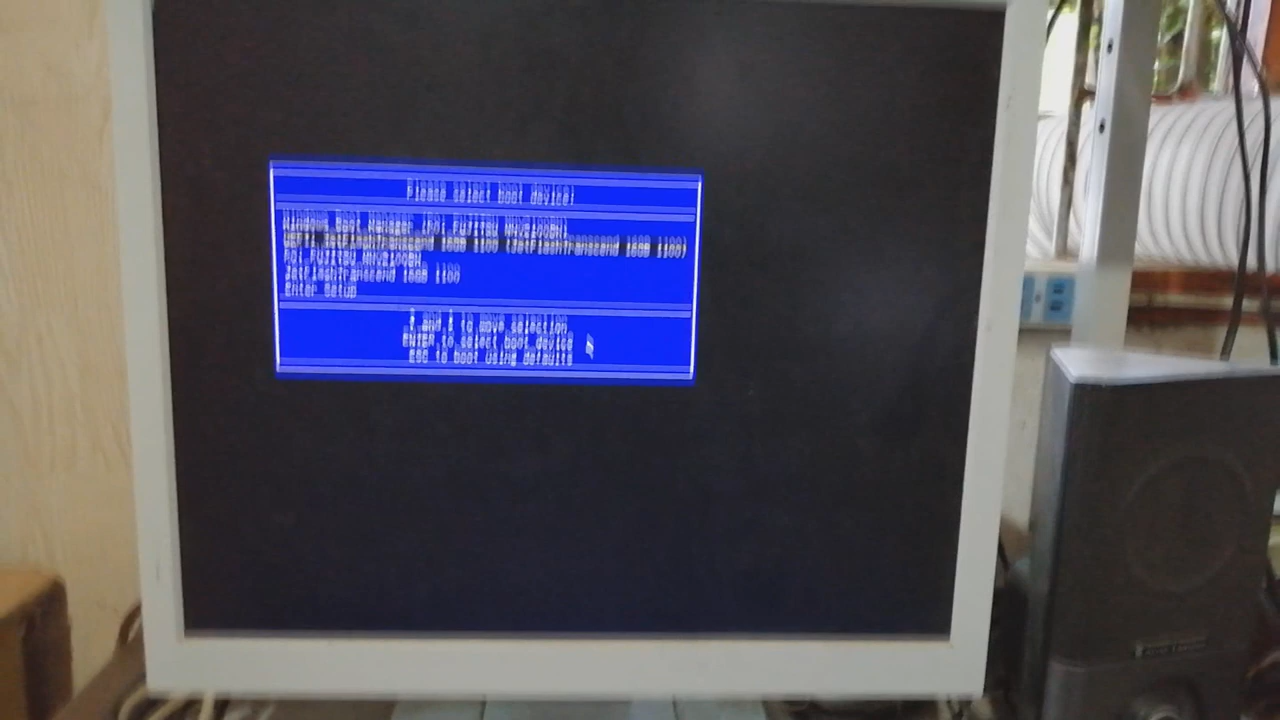 Please select boot device:
Windows Boot Manager (P0: FUJITSU MHV2100BH)
UEFI: JetFlashTranscend 16GB 1100 (JetFlashTranscend 16GB 1100)
P0: FUJITSU MHV2100BH
JetFlashTranscend 16GB 1100
Enter Setup
↑ and ↓ to move selection
ENTER to select boot device
ESC to boot using defaults